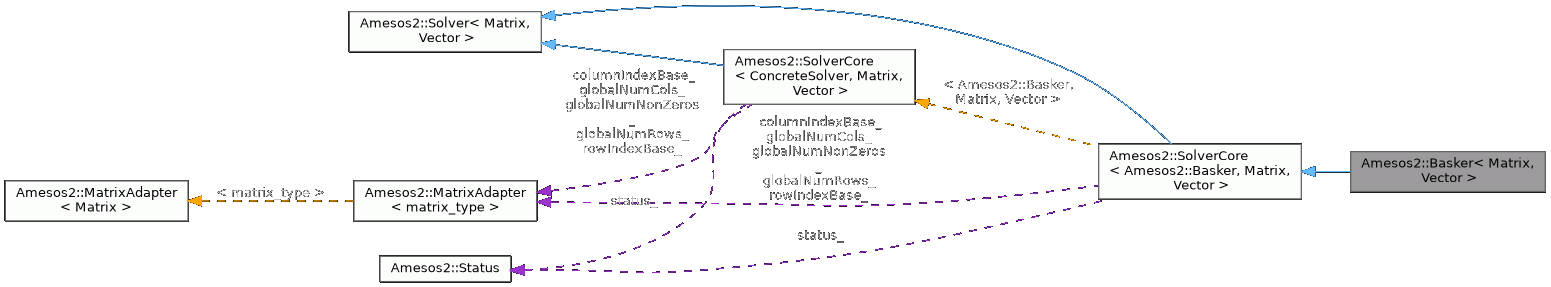 Amesos2::Solver< Matrix,
Vector >
Amesos2::SolverCore
< ConcreteSolver, Matrix,
Vector >
columnIndexBase_
globalNumCols_
globalNumNonZeros
_
globalNumRows_
rowIndexBase_
< Amesos2::Basker,
Matrix, Vector >
columnIndexBase_
globalNumCols_
globalNumNonZeros
_
globalNumRows_
rowIndexBase_
Amesos2::SolverCore
< Amesos2::Basker, Matrix,
Vector >
Amesos2::Basker< Matrix,
Vector >
Amesos2::MatrixAdapter
< Matrix >
< matrix_type >
Amesos2::MatrixAdapter
< matrix_type >
status_
status_
Amesos2::Status